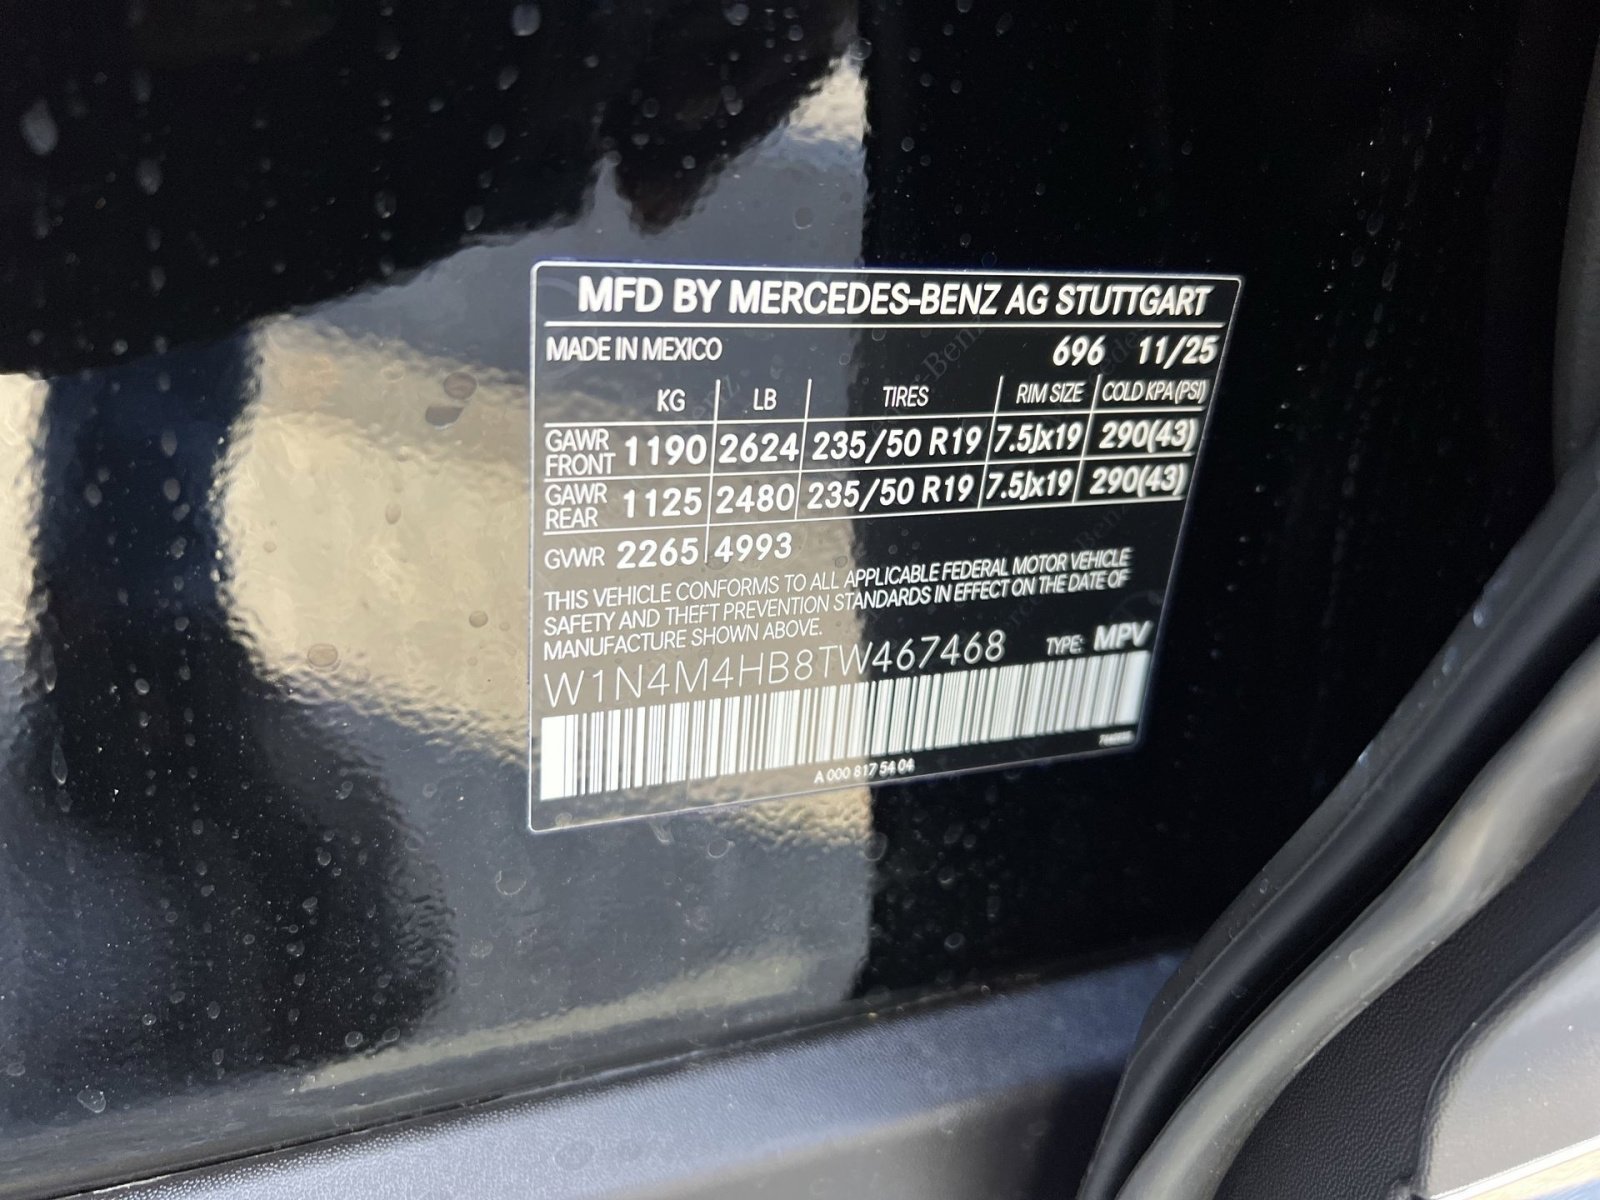 MFD BY MERCEDES-BENZ AG STUTTGART
MADE IN MEXICO 696 11/25
KG LB TIRES RIM SIZE COLD KPA(PSI)
GAWR FRONT 1190 2624 235/50 R19 7.5Jx19 290(43)
GAWR REAR 1125 2480 235/50 R19 7.5Jx19 290(43)
GVWR 2265 4993
THIS VEHICLE CONFORMS TO ALL APPLICABLE FEDERAL MOTOR VEHICLE
SAFETY AND THEFT PREVENTION STANDARDS IN EFFECT ON THE DATE OF
MANUFACTURE SHOWN ABOVE.
W1N4M4HB8TW467468 TYPE: MPV
A 000 817 54 04